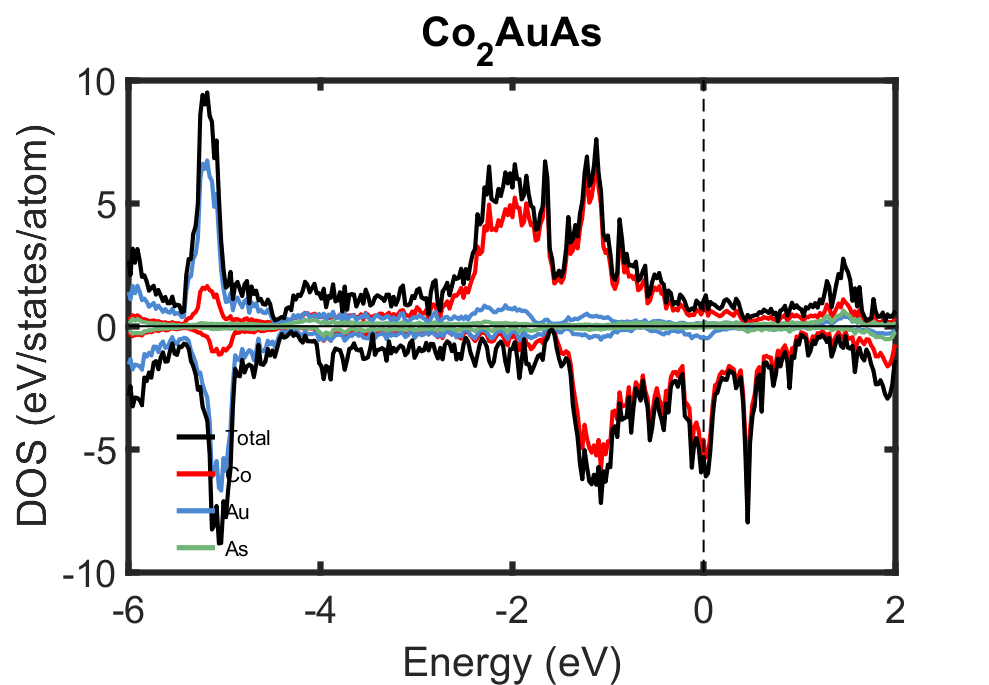 Co2AuAs
10
5
0
-5
-10
DOS (eV/states/atom)
Total
Co
Au
As
-6 -4 -2 0 2
Energy (eV)